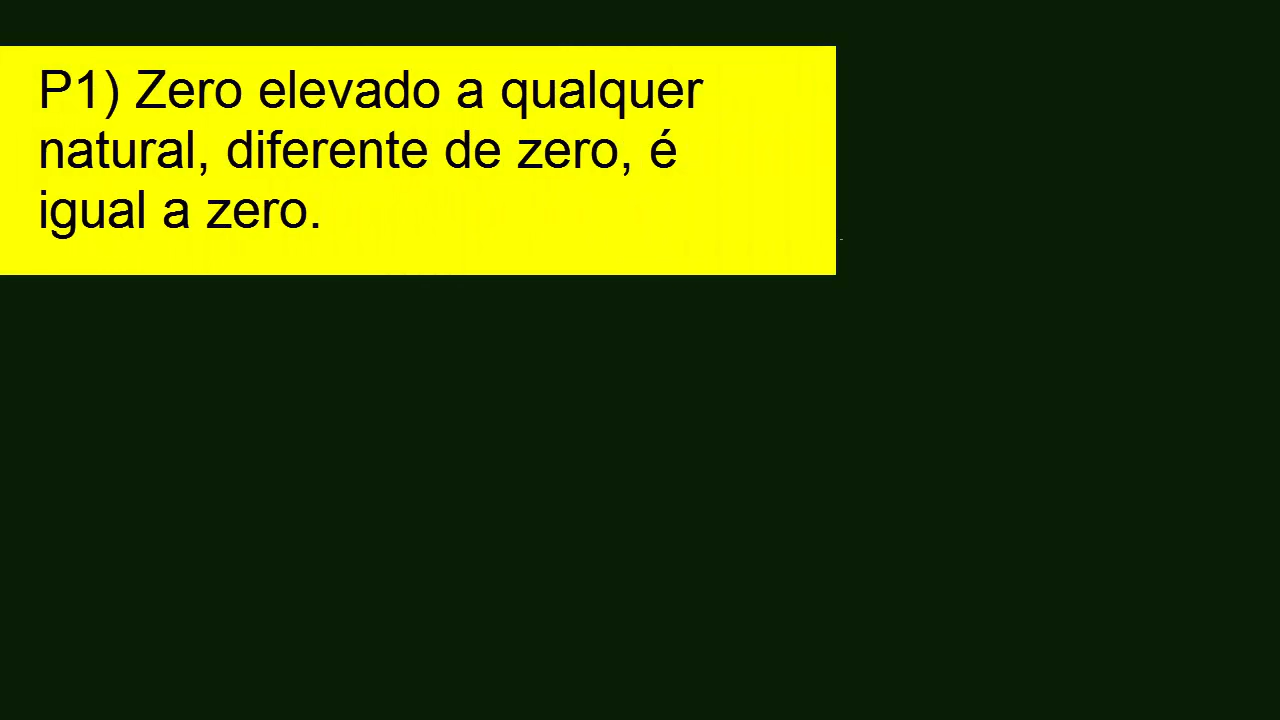 P1) Zero elevado a qualquer
natural, diferente de zero, é
igual a zero.